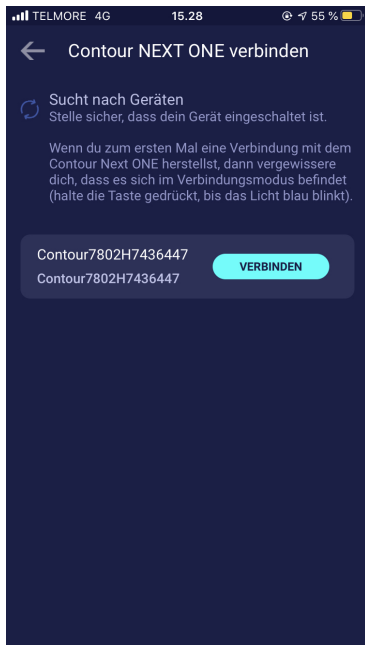 TELMORE 4G 15.28 55 %
Contour NEXT ONE verbinden
Sucht nach Geräten
Stelle sicher, dass dein Gerät eingeschaltet ist.
Wenn du zum ersten Mal eine Verbindung mit dem
Contour Next ONE herstellst, dann vergewissere
dich, dass es sich im Verbindungsmodus befindet
(halte die Taste gedrückt, bis das Licht blau blinkt).
Contour7802H7436447
VERBINDEN
Contour7802H7436447